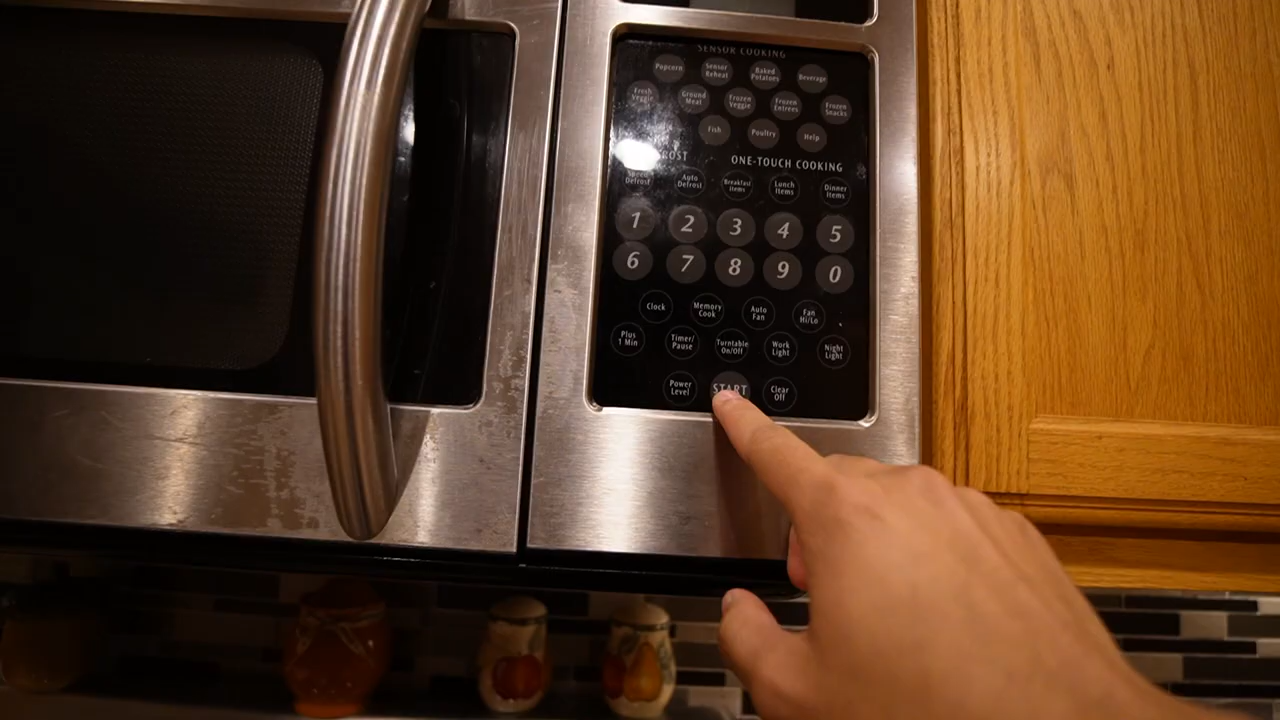 SENSOR COOKING
Popcorn
Sensor
Reheat
Baked
Potatoes
Beverage
Fresh
Veggie
Ground
Meat
Frozen
Veggie
Frozen
Entrees
Frozen
Snacks
Fish
Poultry
Help
ONE-TOUCH COOKING
Speed
Defrost
Auto
Defrost
Breakfast
Items
Lunch
Items
Dinner
Items
1
2
3
4
5
6
7
8
9
0
Clock
Memory
Cook
Auto
Fan
Fan
Hi/Lo
Plus
1 Min
Timer/
Pause
Turntable
On/Off
Work
Light
Night
Light
Power
Level
START
Clear
Off